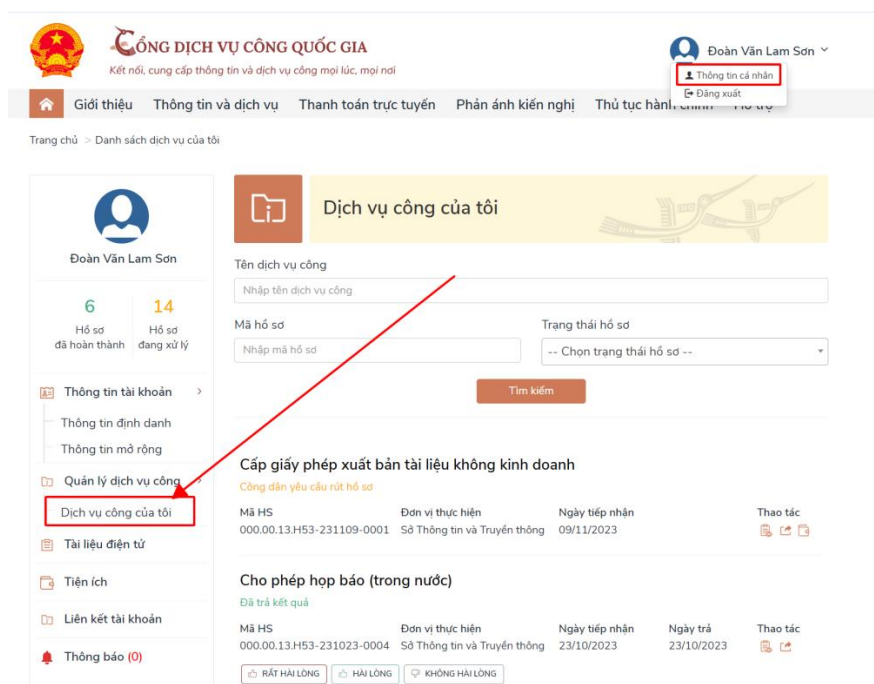 CỔNG DỊCH VỤ CÔNG QUỐC GIA
Kết nối, cung cấp thông tin và dịch vụ công mọi lúc, mọi nơi
Đoàn Văn Lam Sơn
Thông tin cá nhân
Đăng xuất
Giới thiệu Thông tin và dịch vụ Thanh toán trực tuyến Phản ánh kiến nghị Thủ tục hành chính Hỗ trợ
Trang chủ > Danh sách dịch vụ của tôi
Đoàn Văn Lam Sơn
6 14
Hồ sơ đã hoàn thành
Hồ sơ đang xử lý
Thông tin tài khoản >
Thông tin định danh
Thông tin mở rộng
Quản lý dịch vụ công >
Dịch vụ công của tôi
Tài liệu điện tử
Tiện ích
Liên kết tài khoản
Thông báo (0)
Dịch vụ công của tôi
Tên dịch vụ công
Nhập tên dịch vụ công
Mã hồ sơ Trạng thái hồ sơ
Nhập mã hồ sơ -- Chọn trạng thái hồ sơ --
Tìm kiếm
Cấp giấy phép xuất bản tài liệu không kinh doanh
Công dân yêu cầu rút hồ sơ
Mã HS Đơn vị thực hiện Ngày tiếp nhận Thao tác
000.00.13.H53-231109-0001 Sở Thông tin và Truyền thông 09/11/2023
Cho phép họp báo (trong nước)
Đã trả kết quả
Mã HS Đơn vị thực hiện Ngày tiếp nhận Ngày trả Thao tác
000.00.13.H53-231023-0004 Sở Thông tin và Truyền thông 23/10/2023 23/10/2023
RẤT HÀI LÒNG HÀI LÒNG KHÔNG HÀI LÒNG